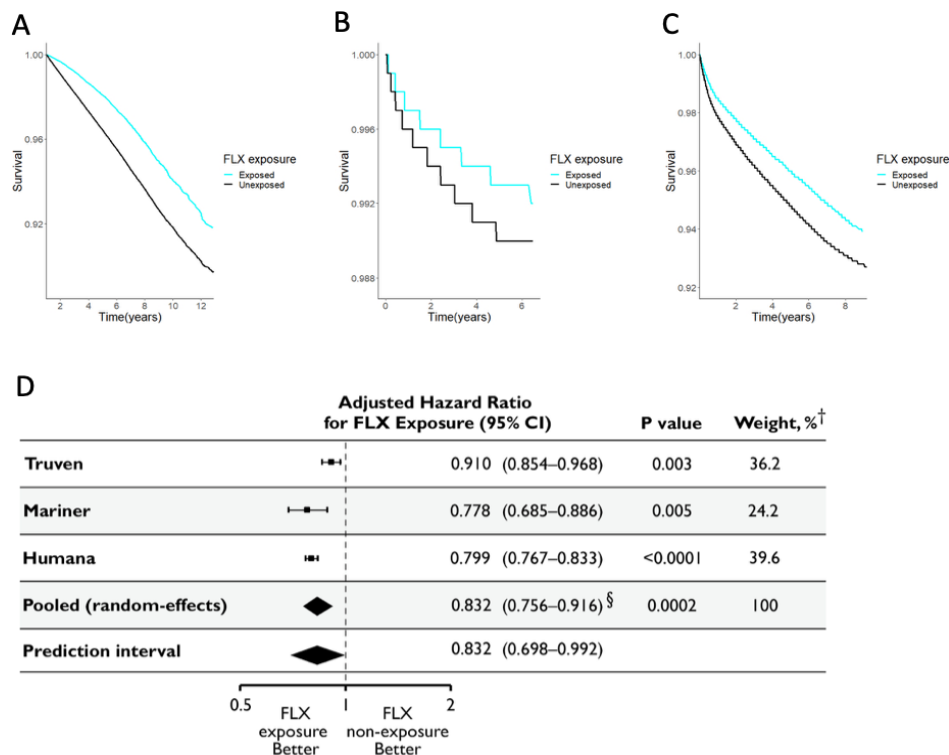 A
1.00
0.96
0.92
Survival
2 4 6 8 10 12
Time(years)
FLX exposure
Exposed
Unexposed
B
1.000
0.996
0.992
0.988
Survival
0 2 4 6
Time(years)
FLX exposure
Exposed
Unexposed
C
1.00
0.98
0.96
0.94
0.92
Survival
2 4 6 8
Time(years)
FLX exposure
Exposed
Unexposed
D
Adjusted Hazard Ratio
for FLX Exposure (95% CI) P value Weight, %†
Truven 0.910 (0.854–0.968) 0.003 36.2
Mariner 0.778 (0.685–0.886) 0.005 24.2
Humana 0.799 (0.767–0.833) <0.0001 39.6
Pooled (random-effects) 0.832 (0.756–0.916)§ 0.0002 100
Prediction interval 0.832 (0.698–0.992)
0.5 1 2
FLX FLX
exposure non-exposure
Better Better